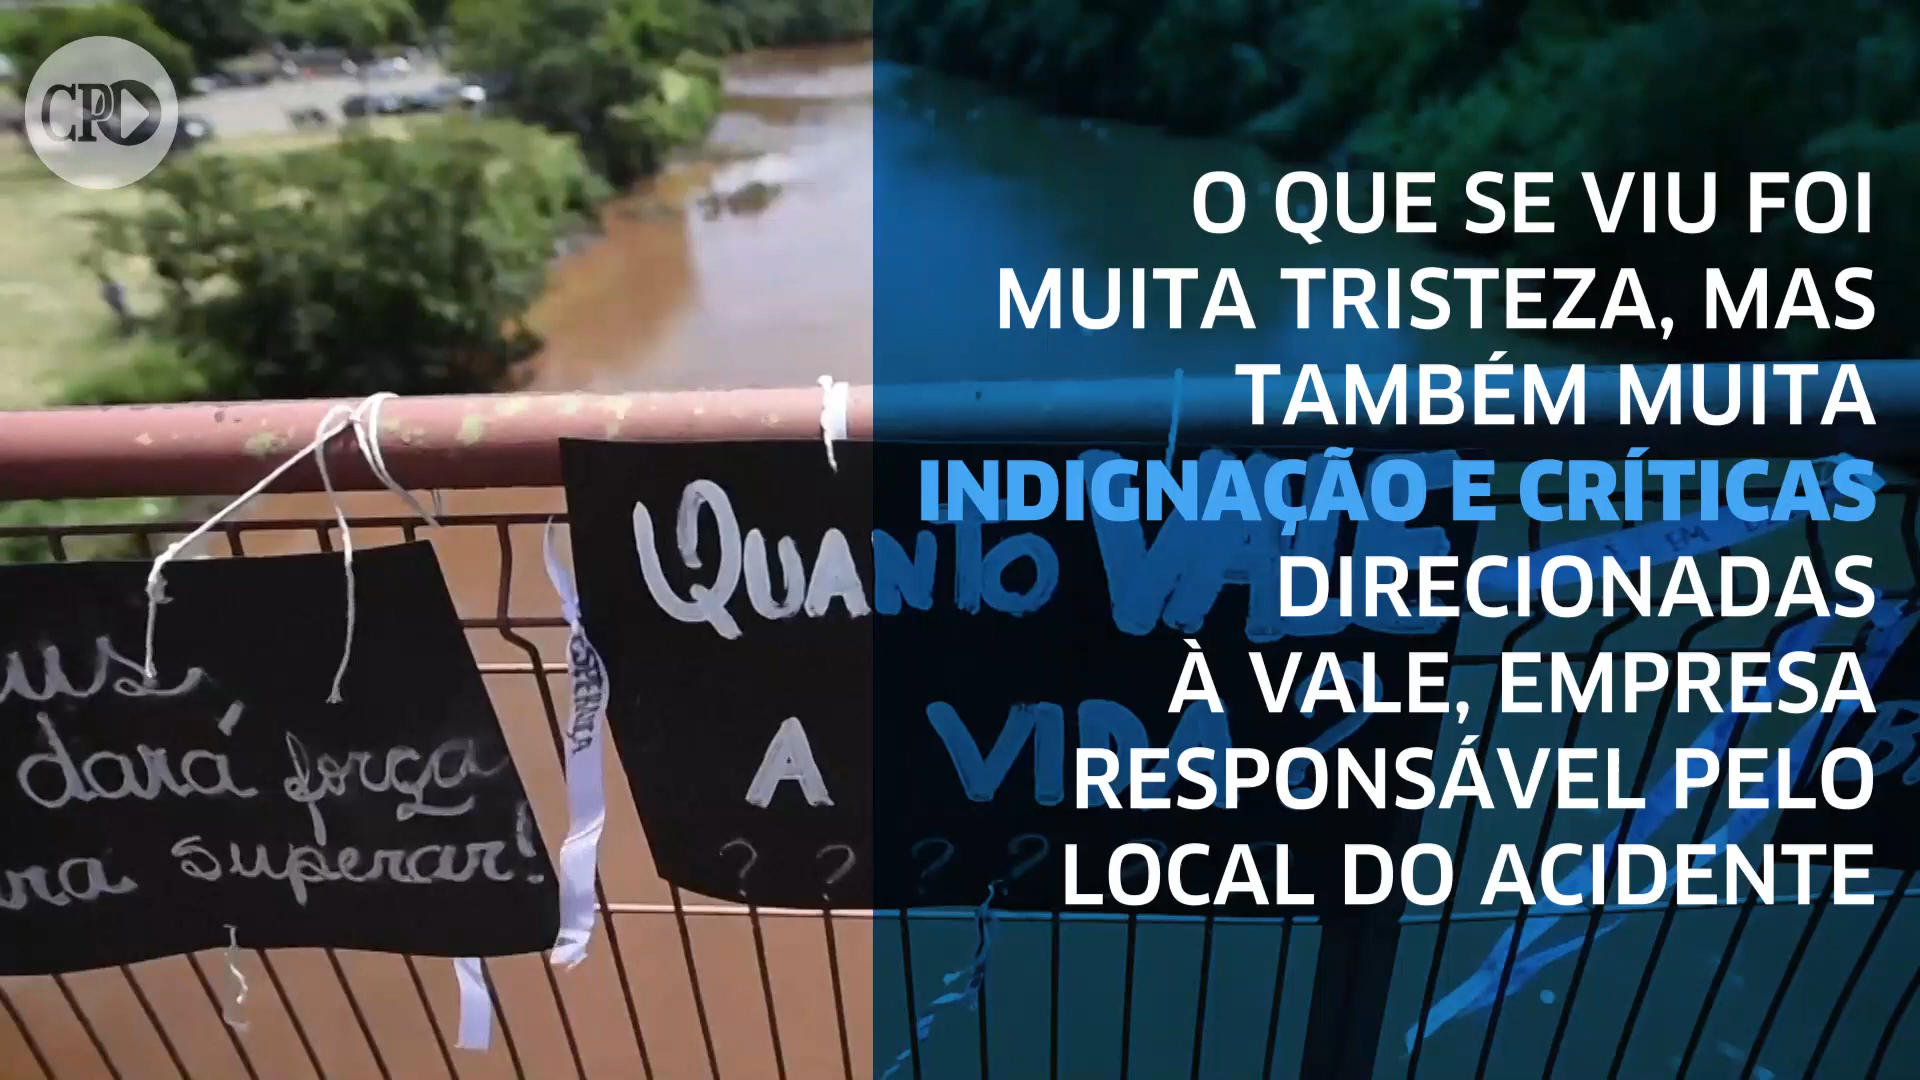 CP
O QUE SE VIU FOI
MUITA TRISTEZA, MAS
TAMBÉM MUITA
INDIGNAÇÃO E CRÍTICAS
DIRECIONADAS
À VALE, EMPRESA
RESPONSÁVEL PELO
LOCAL DO ACIDENTE
dará força
superar!
QUANTO VALE
A VIDA?
? ? ? ?